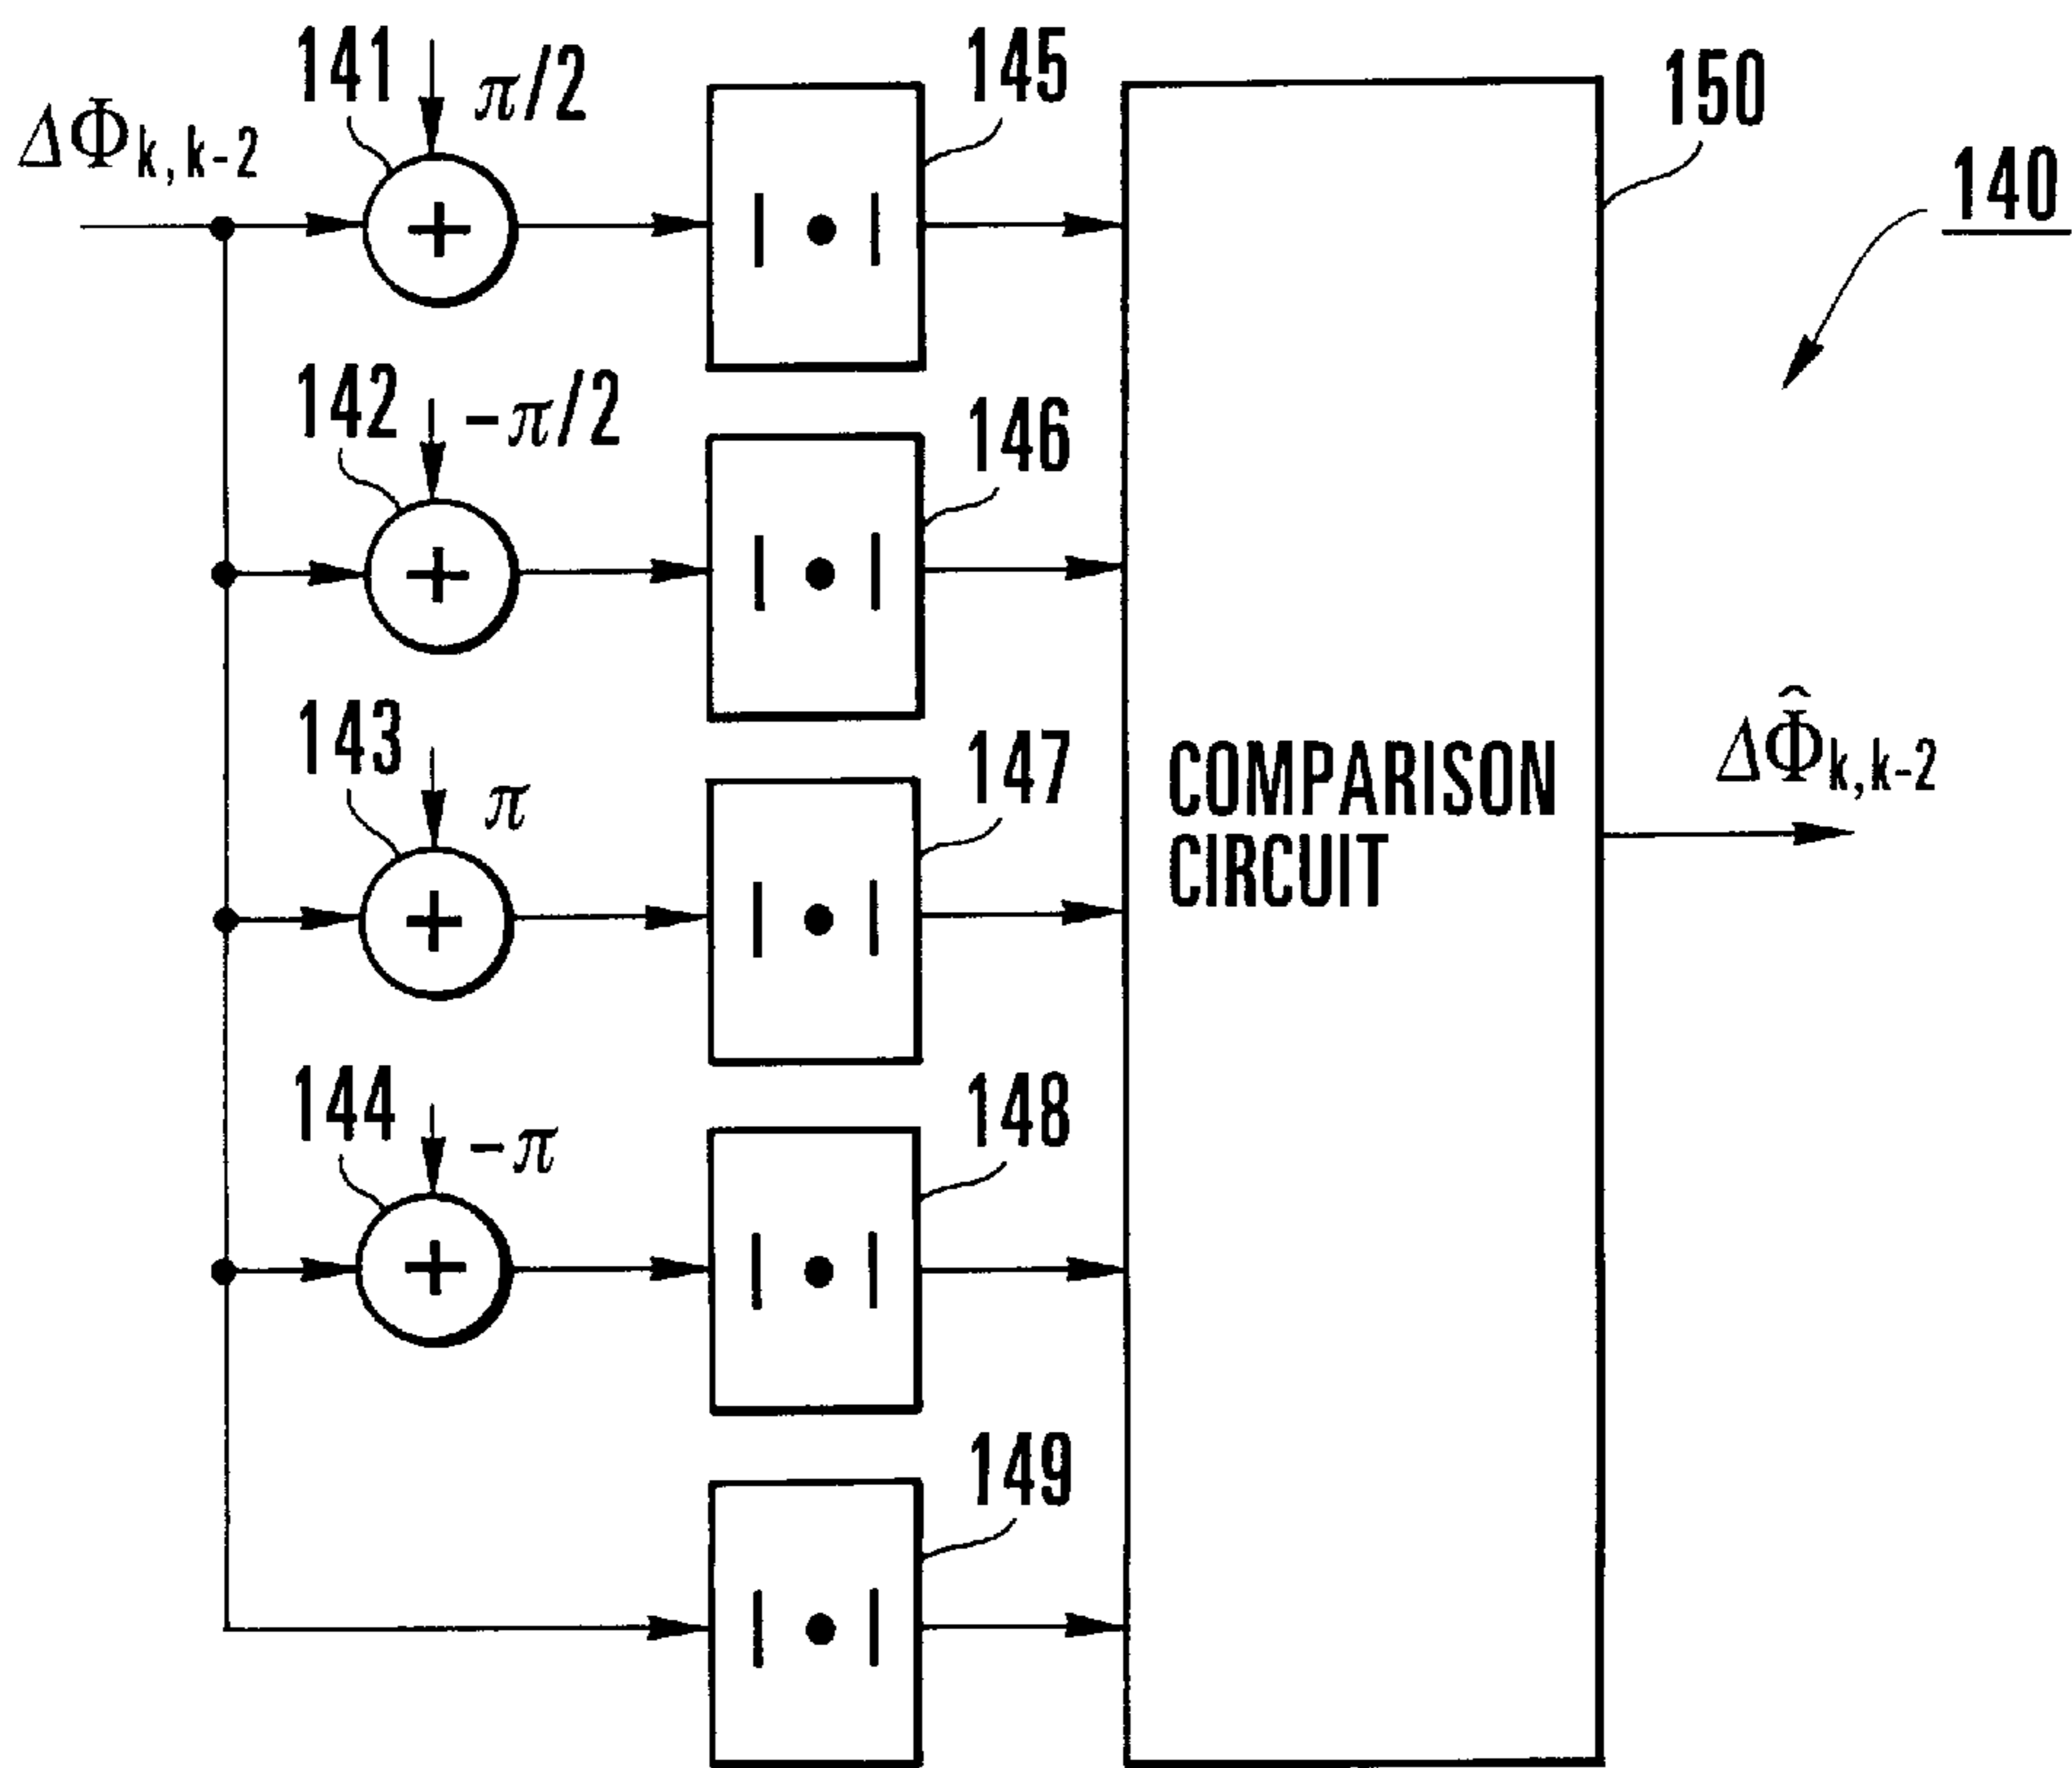 141
π/2
145
150
ΔΦk,k-2
140
+
| • |
142
-π/2
146
+
| • |
143
π
147
ΔΦ̂k,k-2
COMPARISON
CIRCUIT
+
| • |
144
-π
148
+
| • |
149
| • |